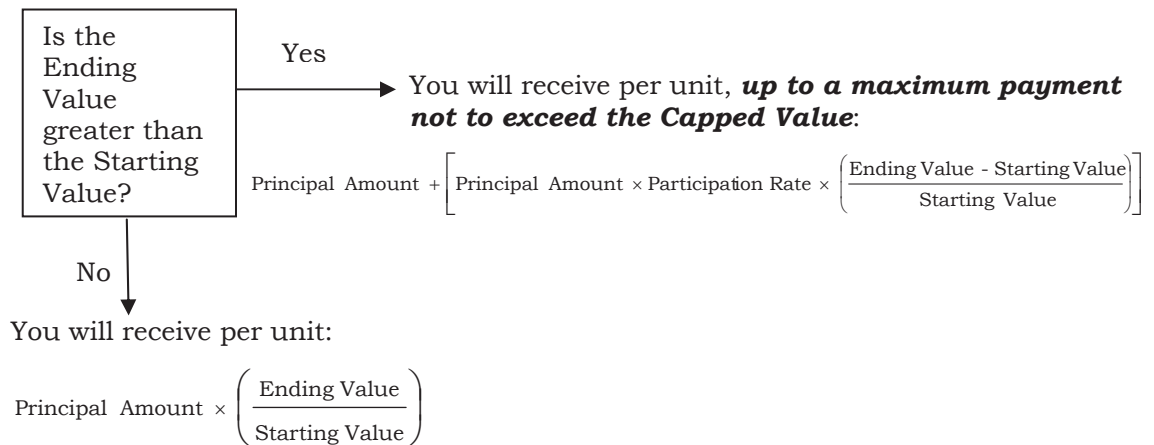 Is the
Ending
Value
greater than
the Starting
Value?
Yes
You will receive per unit, up to a maximum payment
not to exceed the Capped Value:
Principal Amount + [Principal Amount × Participation Rate × (Ending Value - Starting Value / Starting Value)]
No
You will receive per unit:
Principal Amount × (Ending Value / Starting Value)